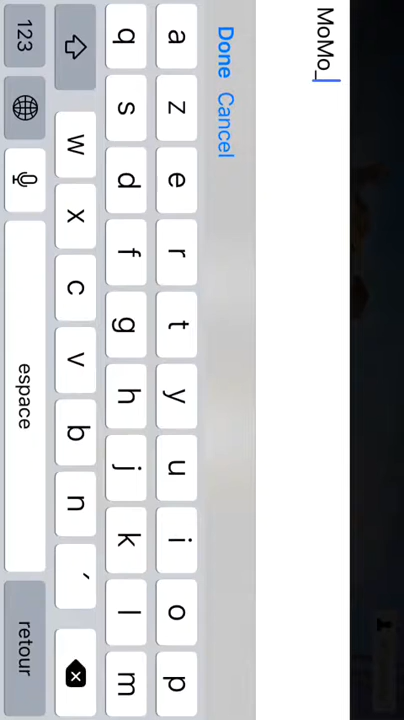 MoMo_
Done Cancel
a z e r t y u i o p
q s d f g h j k l m
w x c v b n ´
123 espace retour